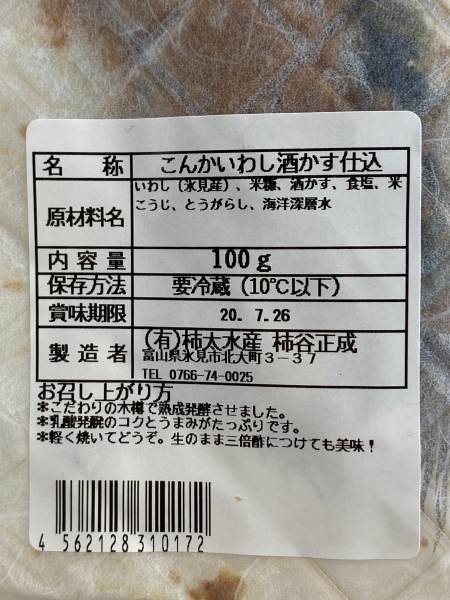 名　称 こんかいわし酒かす仕込
原材料名 いわし（氷見産）、米糠、酒かす、食塩、米
こうじ、とうがらし、海洋深層水
内容量 100ｇ
保存方法 要冷蔵（10℃以下）
賞味期限 20. 7.26
製造者 (有)柿太水産 柿谷正成
富山県氷見市北大町３－３７
TEL 0766-74-0025
お召し上がり方
＊こだわりの木樽で熟成発酵させました。
＊乳酸発酵のコクとうまみがたっぷりです。
＊軽く焼いてどうぞ。生のまま三倍酢につけても美味！
4 562128 310172